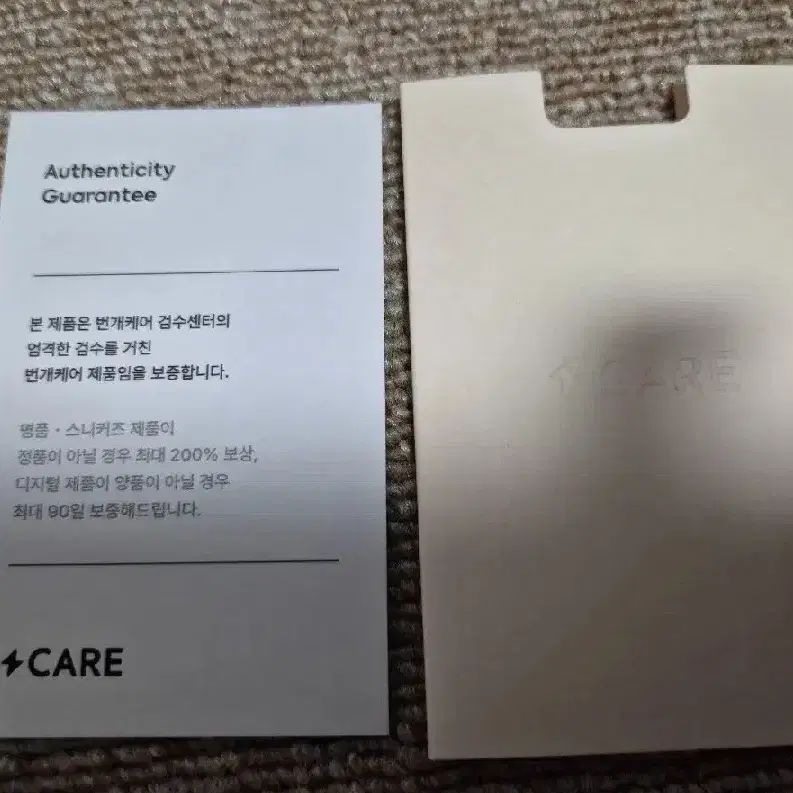 Authenticity
Guarantee
본 제품은 번개케어 검수센터의
엄격한 검수를 거친
번개케어 제품임을 보증합니다.
명품・스니커즈 제품이
정품이 아닐 경우 최대 200% 보상,
디지털 제품이 양품이 아닐 경우
최대 90일 보증해드립니다.
CARE
CARE